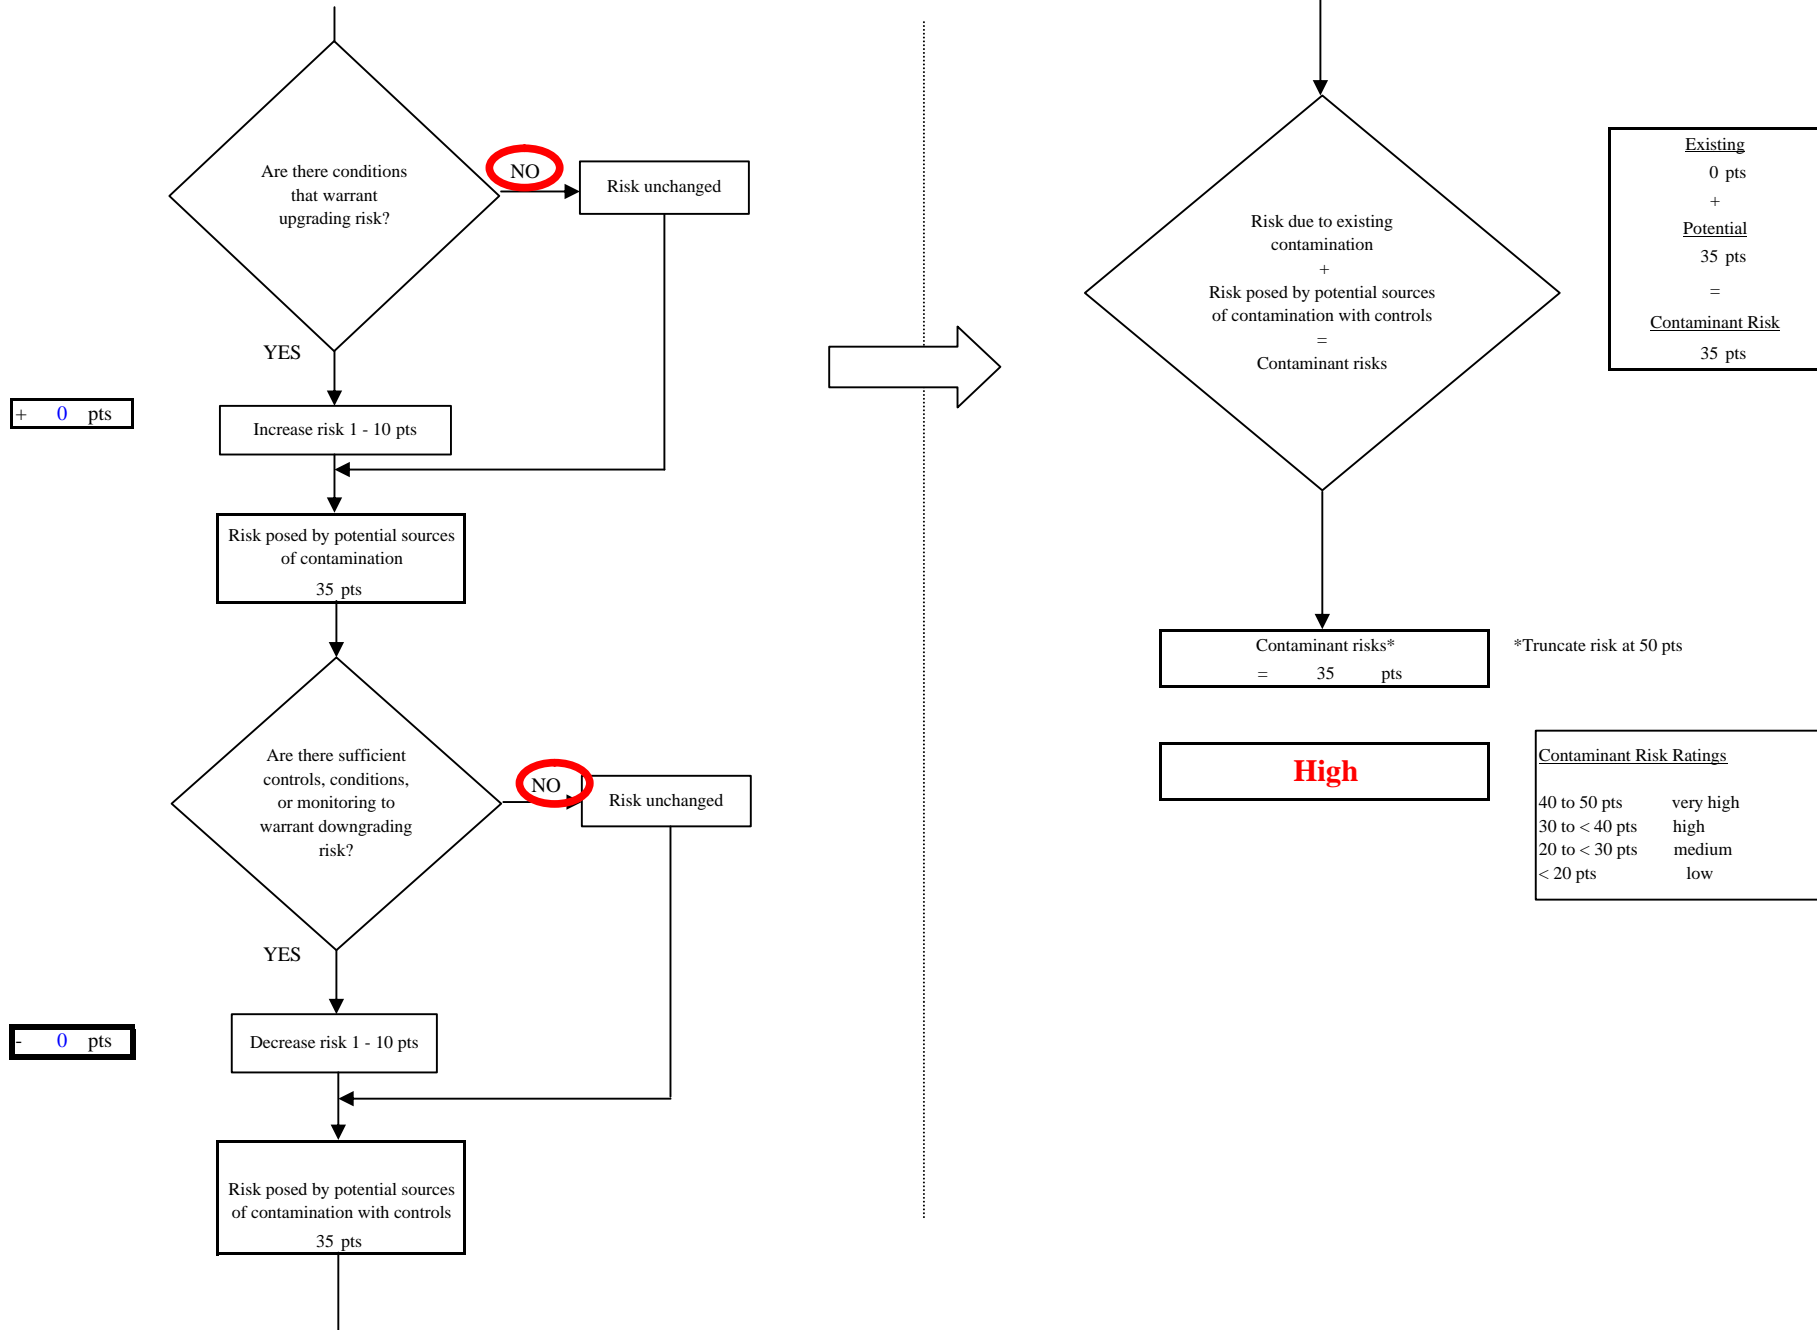 Are there conditions
that warrant
upgrading risk?
NO
Risk unchanged
YES
+ 0 pts
Increase risk 1 - 10 pts
Risk posed by potential sources
of contamination
35 pts
Are there sufficient
controls, conditions,
or monitoring to
warrant downgrading
risk?
NO
Risk unchanged
YES
- 0 pts
Decrease risk 1 - 10 pts
Risk posed by potential sources
of contamination with controls
35 pts
Risk due to existing
contamination
+
Risk posed by potential sources
of contamination with controls
=
Contaminant risks
Existing
0 pts
+
Potential
35 pts
=
Contaminant Risk
35 pts
Contaminant risks*
= 35 pts
*Truncate risk at 50 pts
High
Contaminant Risk Ratings
40 to 50 pts very high
30 to < 40 pts high
20 to < 30 pts medium
< 20 pts low